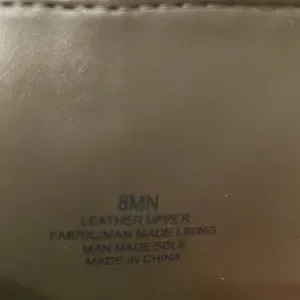 8MN
LEATHER UPPER
FABRIC/MAN MADE LINING
MAN MADE SOLE
MADE IN CHINA